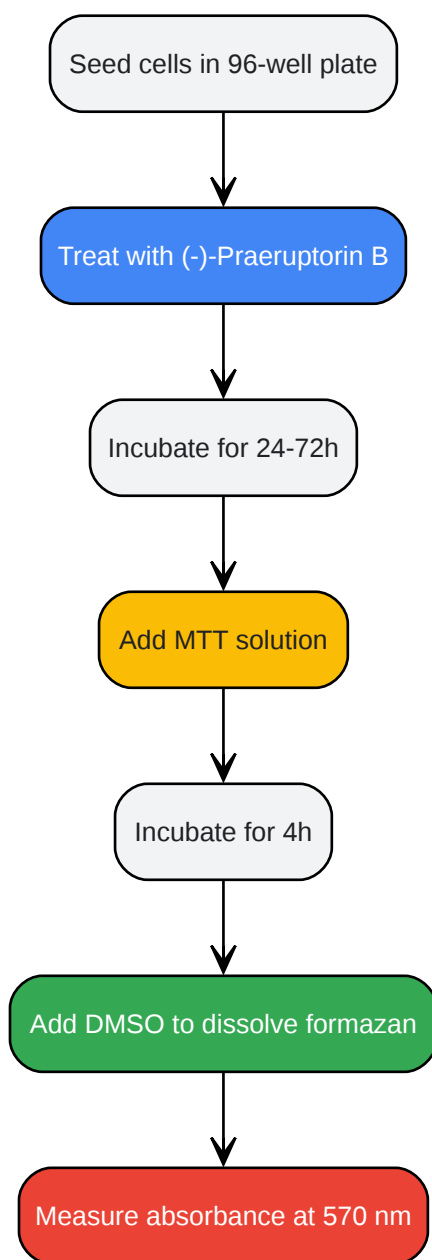 Seed cells in 96-well plate
Treat with (-)-Praeruptorin B
Incubate for 24-72h
Add MTT solution
Incubate for 4h
Add DMSO to dissolve formazan
Measure absorbance at 570 nm